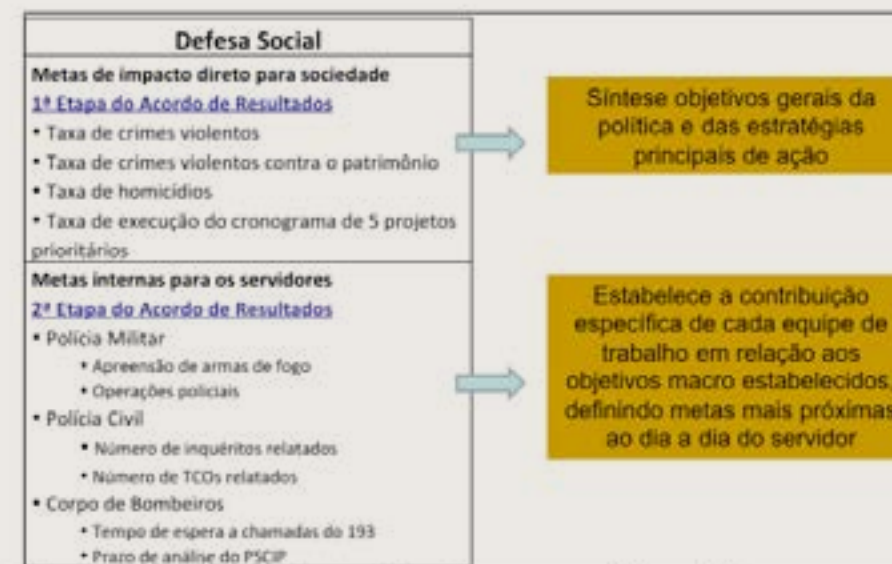 Defesa Social
Metas de impacto direto para sociedade
1ª Etapa do Acordo de Resultados
• Taxa de crimes violentos
• Taxa de crimes violentos contra o patrimônio
• Taxa de homicídios
• Taxa de execução do cronograma de 5 projetos
prioritários
Síntese objetivos gerais da
política e das estratégias
principais de ação
Metas internas para os servidores
2ª Etapa do Acordo de Resultados
• Polícia Militar
• Apreensão de armas de fogo
• Operações policiais
• Polícia Civil
• Número de inquéritos relatados
• Número de TCOs relatados
• Corpo de Bombeiros
• Tempo de espera a chamadas do 193
• Prazo de análise do PSCIP
Estabelece a contribuição
específica de cada equipe de
trabalho em relação aos
objetivos macro estabelecidos,
definindo metas mais próximas
ao dia a dia do servidor